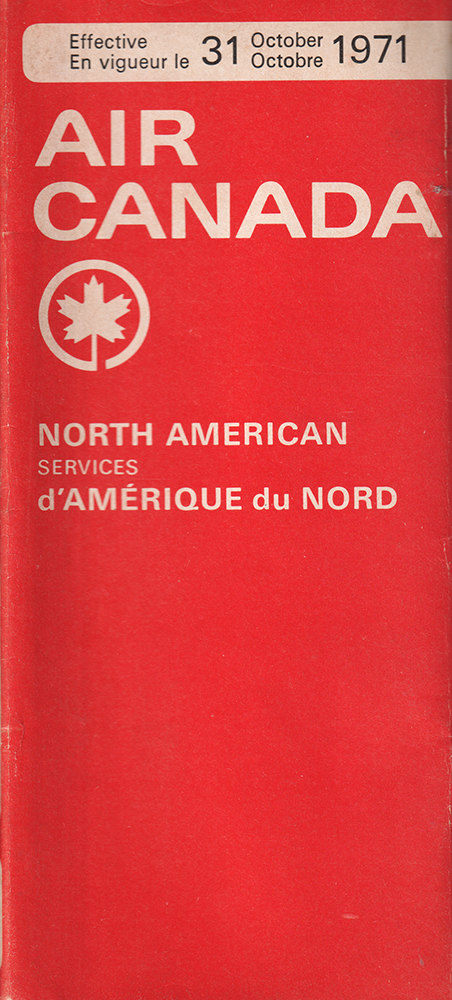 Effective 31 October 1971
En vigueur le Octobre
AIR
CANADA
NORTH AMERICAN
SERVICES
d'AMÉRIQUE du NORD